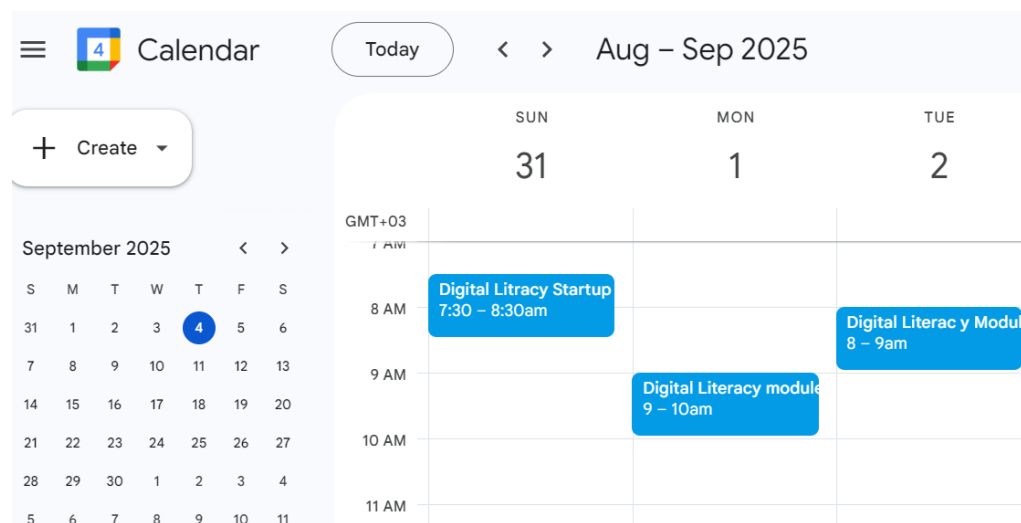 4 Calendar Today Aug – Sep 2025
Create
SUN MON TUE
31 1 2
GMT+03
7 AM
September 2025
S M T W T F S
31 1 2 3 4 5 6
7 8 9 10 11 12 13
14 15 16 17 18 19 20
21 22 23 24 25 26 27
28 29 30 1 2 3 4
5 6 7 8 9 10 11
Digital Litracy Startup
7:30 – 8:30am
8 AM
Digital Literac y Modul
8 – 9am
9 AM
Digital Literacy module
9 – 10am
10 AM
11 AM